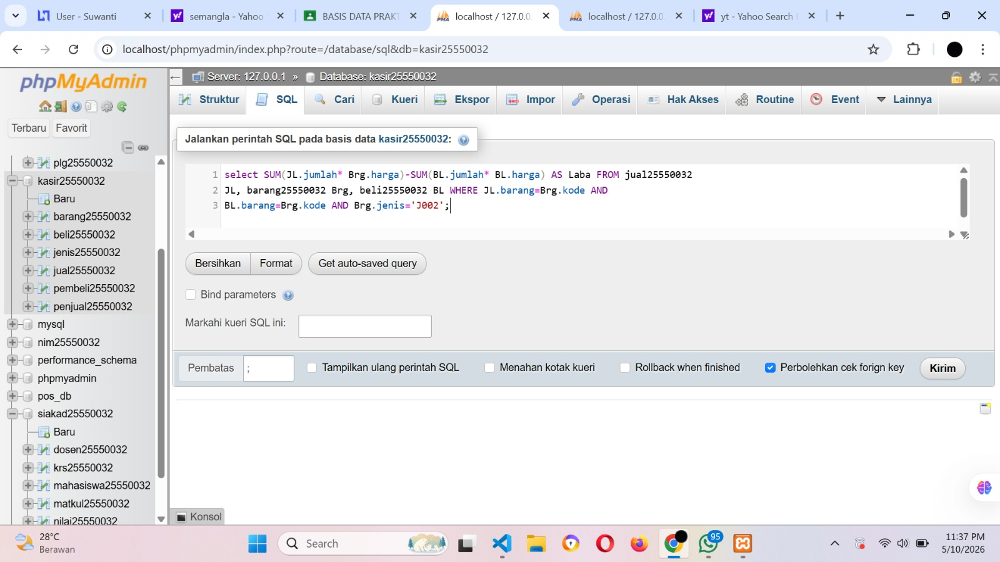 User - Suwanti
semangla - Yahoo
BASIS DATA PRAKT
localhost / 127.0.0.
localhost / 127.0.0.
yt - Yahoo Search
localhost/phpmyadmin/index.php?route=/database/sql&db=kasir25550032
phpMyAdmin
Terbaru
Favorit
plg25550032
kasir25550032
Baru
barang25550032
beli25550032
jenis25550032
jual25550032
pembeli25550032
penjual25550032
mysql
nim25550032
performance_schema
phpmyadmin
pos_db
siakad25550032
Baru
dosen25550032
krs25550032
mahasiswa25550032
matkul25550032
nilai25550032
Server: 127.0.0.1 » Database: kasir25550032
Struktur
SQL
Cari
Kueri
Ekspor
Impor
Operasi
Hak Akses
Routine
Event
Lainnya
Jalankan perintah SQL pada basis data kasir25550032:
1 select SUM(JL.jumlah* Brg.harga)-SUM(BL.jumlah* BL.harga) AS Laba FROM jual25550032
2 JL, barang25550032 Brg, beli25550032 BL WHERE JL.barang=Brg.kode AND
3 BL.barang=Brg.kode AND Brg.jenis='J002';
Bersihkan
Format
Get auto-saved query
Bind parameters
Markahi kueri SQL ini:
Pembatas
;
Tampilkan ulang perintah SQL
Menahan kotak kueri
Rollback when finished
Perbolehkan cek forign key
Kirim
Konsol
28°C
Berawan
Search
95
11:37 PM
5/10/2026